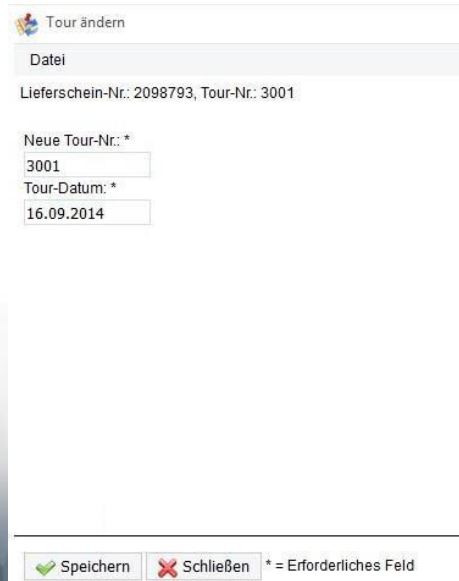 Tour ändern
Datei
Lieferschein-Nr.: 2098793, Tour-Nr.: 3001
Neue Tour-Nr.: *
3001
Tour-Datum: *
16.09.2014
Speichern Schließen * = Erforderliches Feld